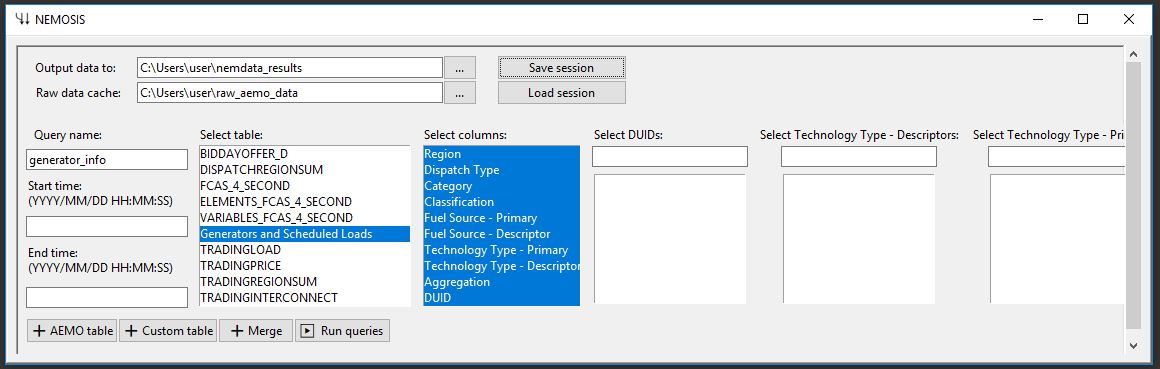 NEMOSIS
Output data to:
C:\Users\user\nemdata_results
...
Save session
Raw data cache:
C:\Users\user\raw_aemo_data
...
Load session
Query name:
generator_info
Start time:
(YYYY/MM/DD HH:MM:SS)
End time:
(YYYY/MM/DD HH:MM:SS)
Select table:
BIDDAYOFFER_D
DISPATCHREGIONSUM
FCAS_4_SECOND
ELEMENTS_FCAS_4_SECOND
VARIABLES_FCAS_4_SECOND
Generators and Scheduled Loads
TRADINGLOAD
TRADINGPRICE
TRADINGREGIONSUM
TRADINGINTERCONNECT
Select columns:
Region
Dispatch Type
Category
Classification
Fuel Source - Primary
Fuel Source - Descriptor
Technology Type - Primary
Technology Type - Descriptor
Aggregation
DUID
Select DUIDs:
Select Technology Type - Descriptors:
Select Technology Type - Pri
+ AEMO table
+ Custom table
+ Merge
Run queries